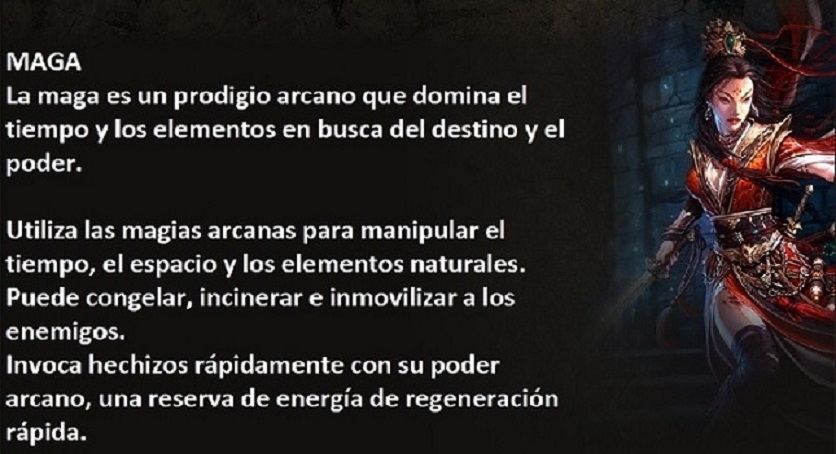 MAGA
La maga es un prodigio arcano que domina el
tiempo y los elementos en busca del destino y el
poder.
Utiliza las magias arcanas para manipular el
tiempo, el espacio y los elementos naturales.
Puede congelar, incinerar e inmovilizar a los
enemigos.
Invoca hechizos rápidamente con su poder
arcano, una reserva de energía de regeneración
rápida.